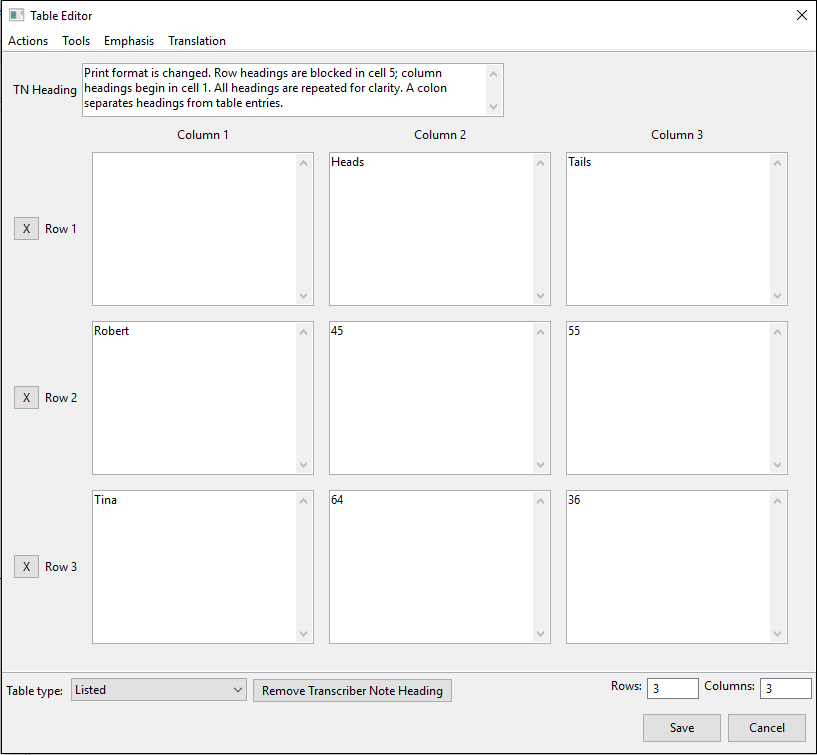 Table Editor
Actions Tools Emphasis Translation
TN Heading
Print format is changed. Row headings are blocked in cell 5; column
headings begin in cell 1. All headings are repeated for clarity. A colon
separates headings from table entries.
Column 1 Column 2 Column 3
X Row 1 Heads Tails
X Row 2 Robert 45 55
X Row 3 Tina 64 36
Table type: Listed Remove Transcriber Note Heading Rows: 3 Columns: 3
Save Cancel